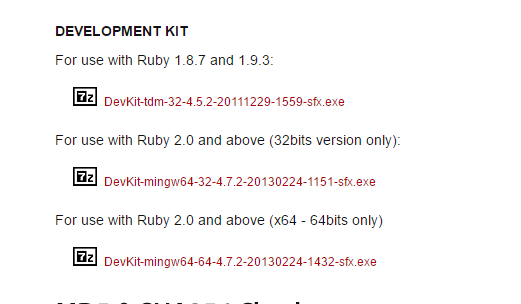 DEVELOPMENT KIT
For use with Ruby 1.8.7 and 1.9.3:
7z DevKit-tdm-32-4.5.2-20111229-1559-sfx.exe
For use with Ruby 2.0 and above (32bits version only):
7z DevKit-mingw64-32-4.7.2-20130224-1151-sfx.exe
For use with Ruby 2.0 and above (x64 - 64bits only)
7z DevKit-mingw64-64-4.7.2-20130224-1432-sfx.exe